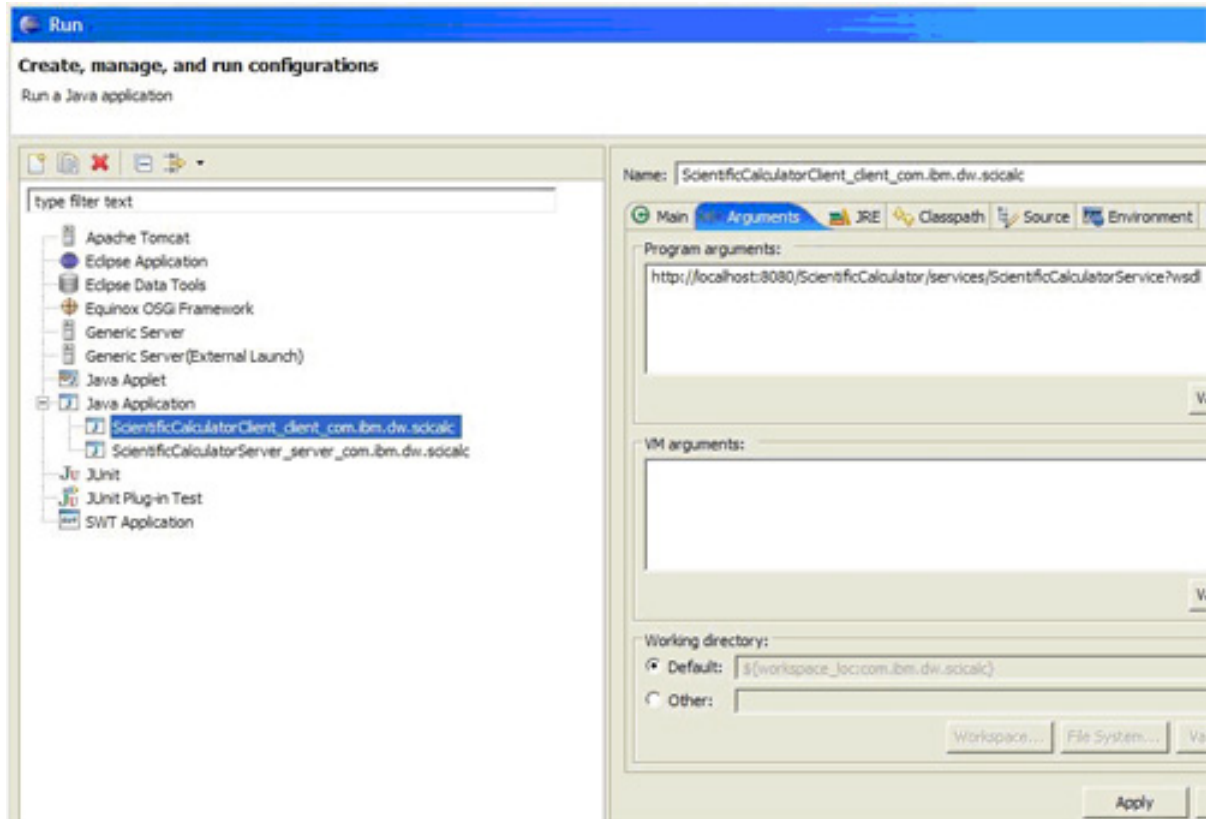 Run
Create, manage, and run configurations
Run a Java application
type filter text
Apache Tomcat
Eclipse Application
Eclipse Data Tools
Equinox OSGi Framework
Generic Server
Generic Server(External Launch)
Java Applet
Java Application
ScientificCalculatorClient_client_com.ibm.dw.scicalc
ScientificCalculatorServer_server_com.ibm.dw.scicalc
JUnit
JUnit Plug-in Test
SWT Application
Name: ScientificCalculatorClient_client_com.ibm.dw.scicalc
Main Arguments JRE Classpath Source Environment
Program arguments:
http://localhost:8080/ScientificCalculator/services/ScientificCalculatorService?wsdl
Va
VM arguments:
Va
Working directory:
Default: ${workspace_loc:com.ibm.dw.scicalc}
Other:
Workspace... File System... Va
Apply